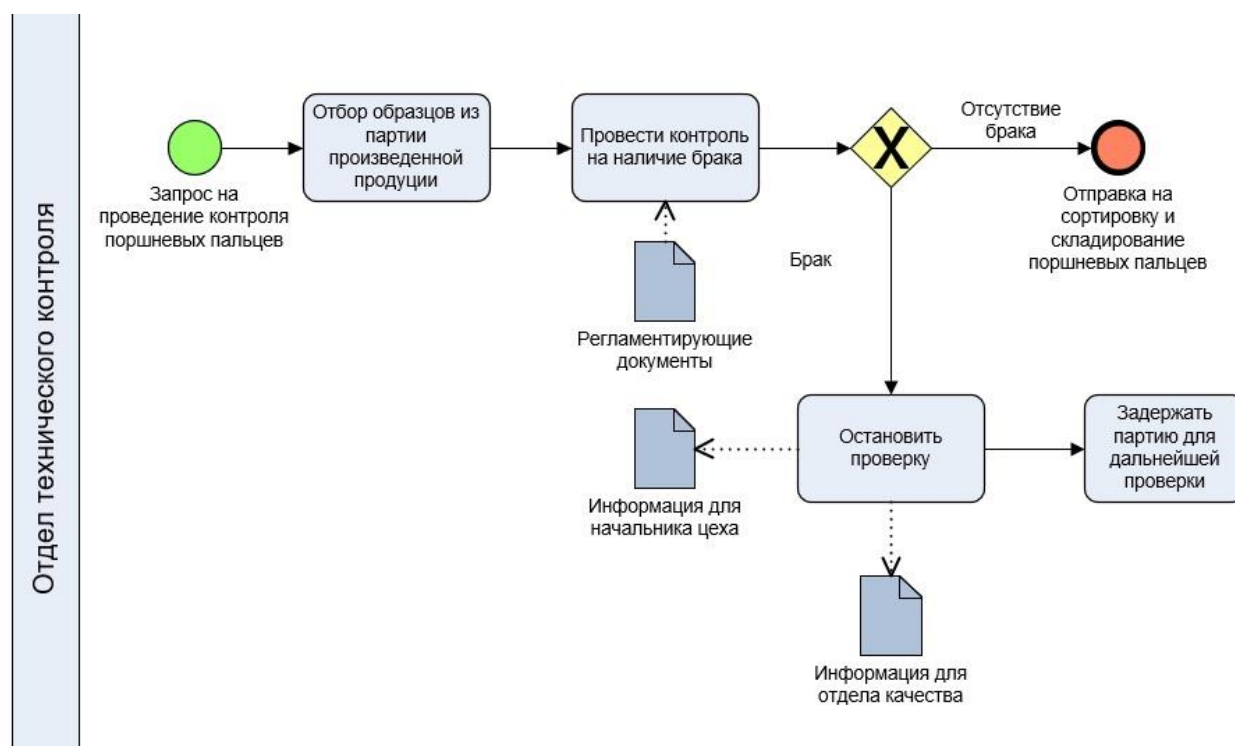 Отдел технического контроля
Запрос на
проведение контроля
поршневых пальцев
Отбор образцов из
партии
произведенной
продуции
Провести контроль
на наличие брака
X
Отсутствие
брака
Отправка на
сортировку и
складирование
поршневых пальцев
Брак
Регламентирующие
документы
Остановить
проверку
Задержать
партию для
дальнейшей
проверки
Информация для
начальника цеха
Информация для
отдела качества